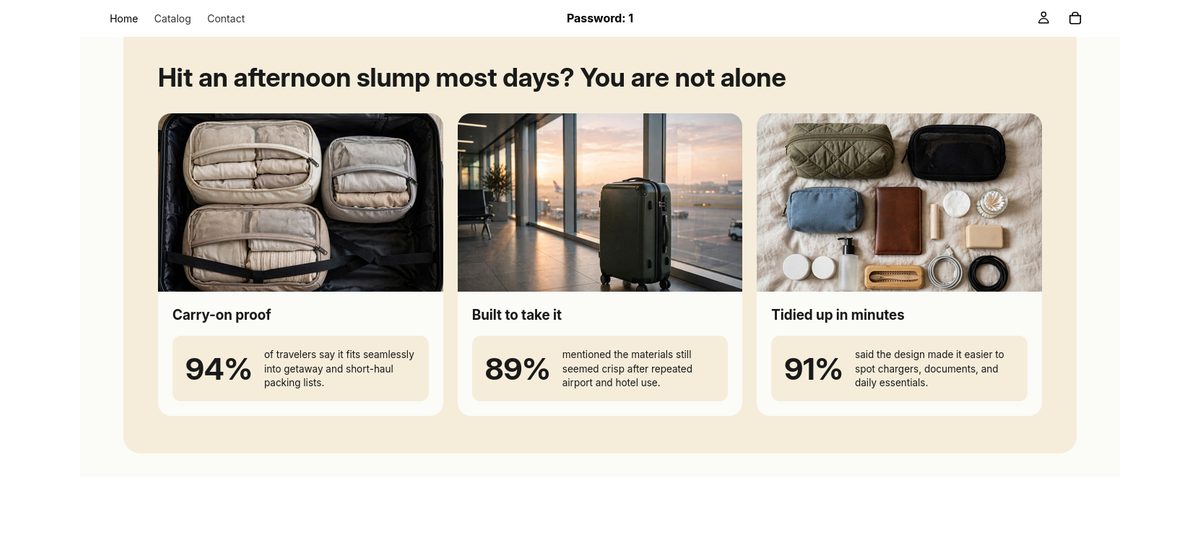 Home Catalog Contact
Password: 1
Hit an afternoon slump most days? You are not alone
Carry-on proof
94%
of travelers say it fits seamlessly
into getaway and short-haul
packing lists.
Built to take it
89%
mentioned the materials still
seemed crisp after repeated
airport and hotel use.
Tidied up in minutes
91%
said the design made it easier to
spot chargers, documents, and
daily essentials.